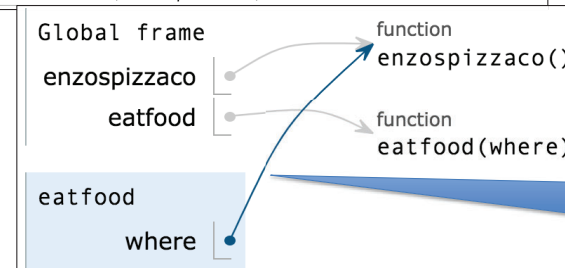 Global frame
enzospizzaco
eatfood
function
enzospizzaco()
function
eatfood(where)
eatfood
where